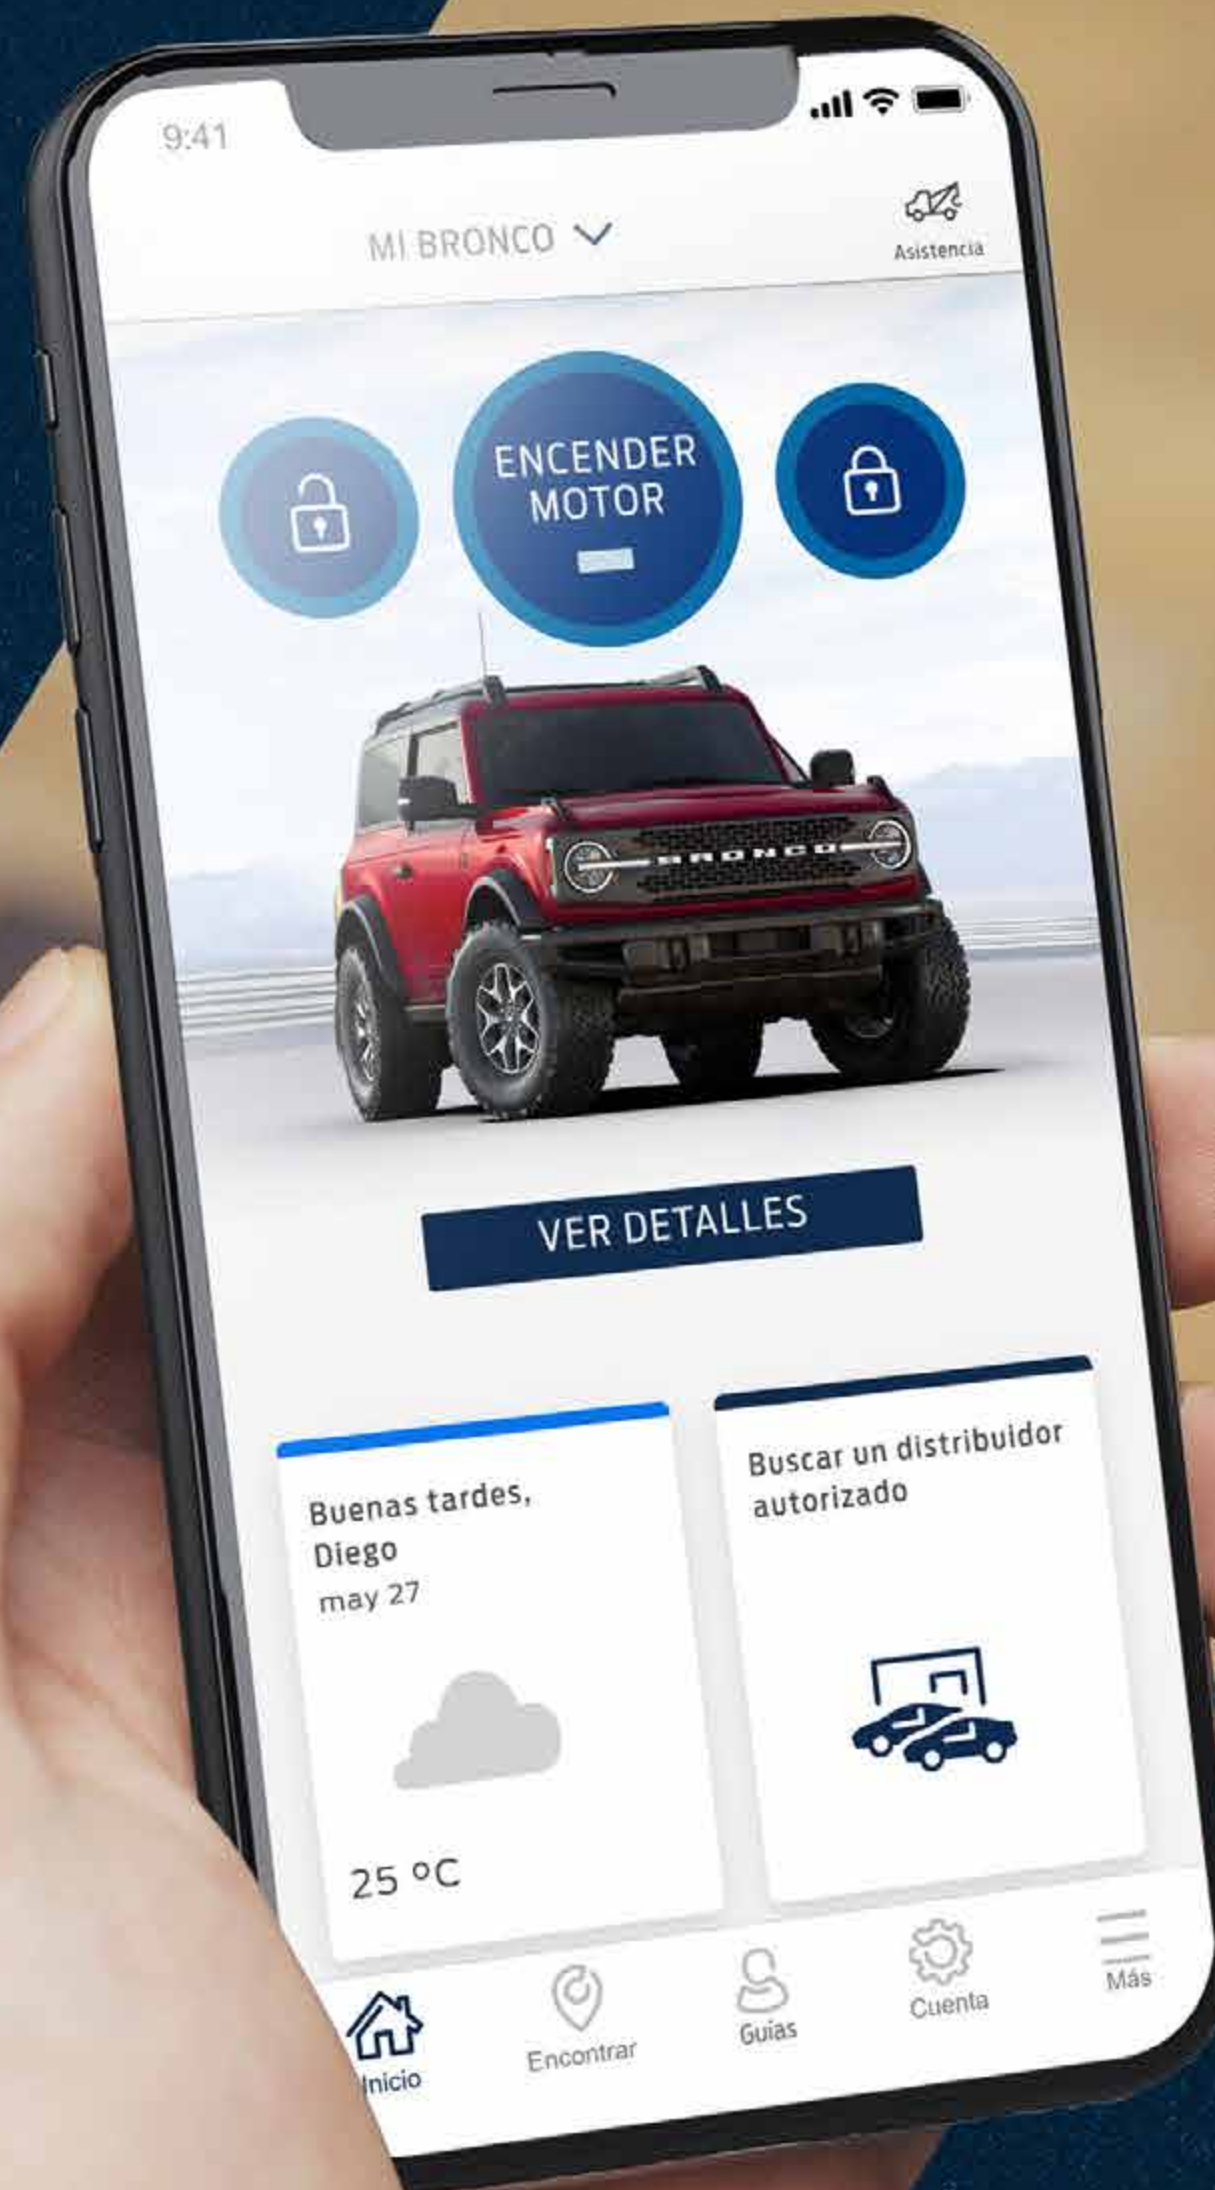 9:41
MI BRONCO
Asistencia
ENCENDER
MOTOR
BRONCO
VER DETALLES
Buenas tardes,
Diego
may 27
25 ºC
Buscar un distribuidor
autorizado
Inicio
Encontrar
Guías
Cuenta
Más